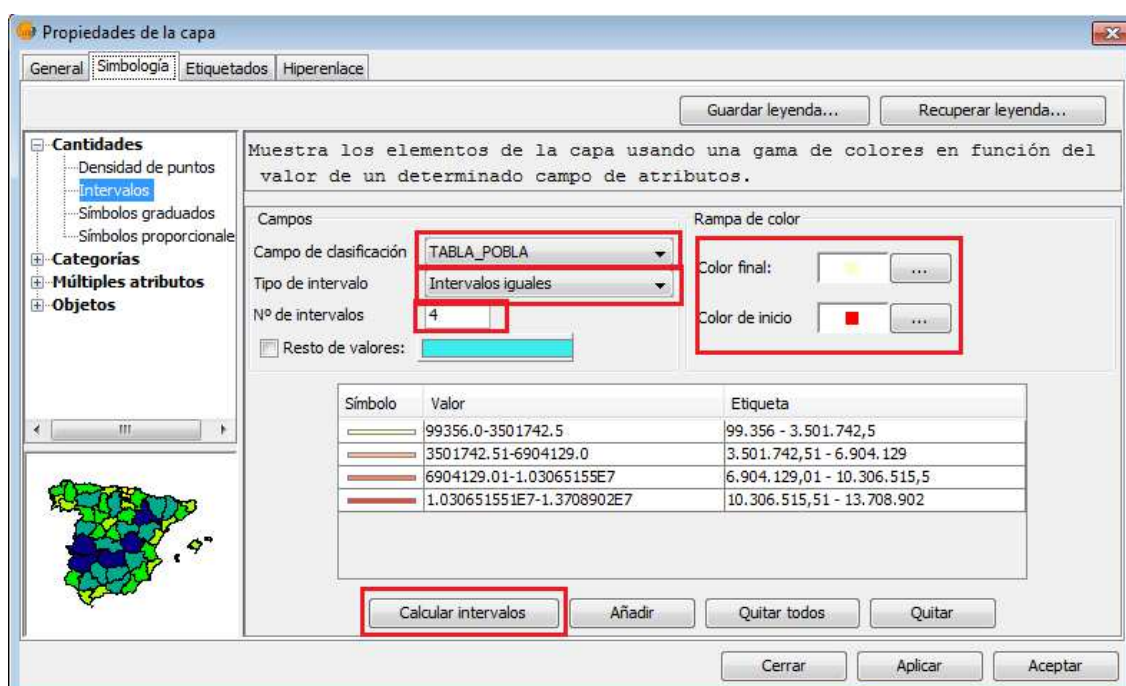 Propiedades de la capa
General Simbología Etiquetados Hiperenlace
Guardar leyenda... Recuperar leyenda...
Cantidades
Densidad de puntos
Intervalos
Símbolos graduados
Símbolos proporcionale
Categorías
Múltiples atributos
Objetos
Muestra los elementos de la capa usando una gama de colores en función del
valor de un determinado campo de atributos.
Campos
Campo de clasificación TABLA_POBLA
Tipo de intervalo Intervalos iguales
Nº de intervalos 4
Resto de valores:
Rampa de color
Color final: ...
Color de inicio ...
Símbolo Valor Etiqueta
99356.0-3501742.5 99.356 - 3.501.742,5
3501742.51-6904129.0 3.501.742,51 - 6.904.129
6904129.01-1.03065155E7 6.904.129,01 - 10.306.515,5
1.030651551E7-1.3708902E7 10.306.515,51 - 13.708.902
Calcular intervalos Añadir Quitar todos Quitar
Cerrar Aplicar Aceptar